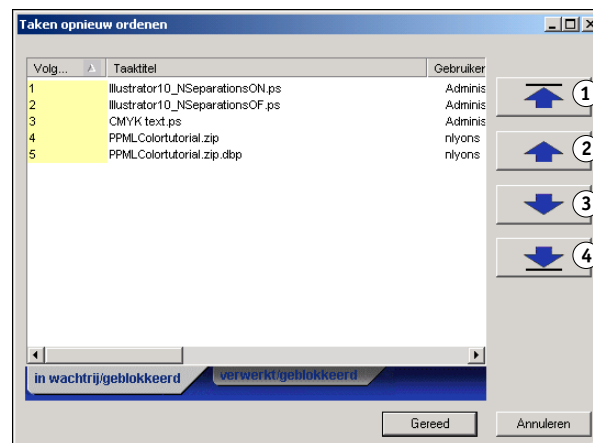 Taken opnieuw ordenen
Volg... Taaktitel Gebruiker
1 Illustrator10_NSeparationsON.ps Adminis
2 Illustrator10_NSeparationsOF.ps Adminis
3 CMYK text.ps Adminis
4 PPMLColortutorial.zip nlyons
5 PPMLColortutorial.zip.dbp nlyons
1
2
3
4
in wachtrij/geblokkeerd verwerkt/geblokkeerd
Gereed Annuleren